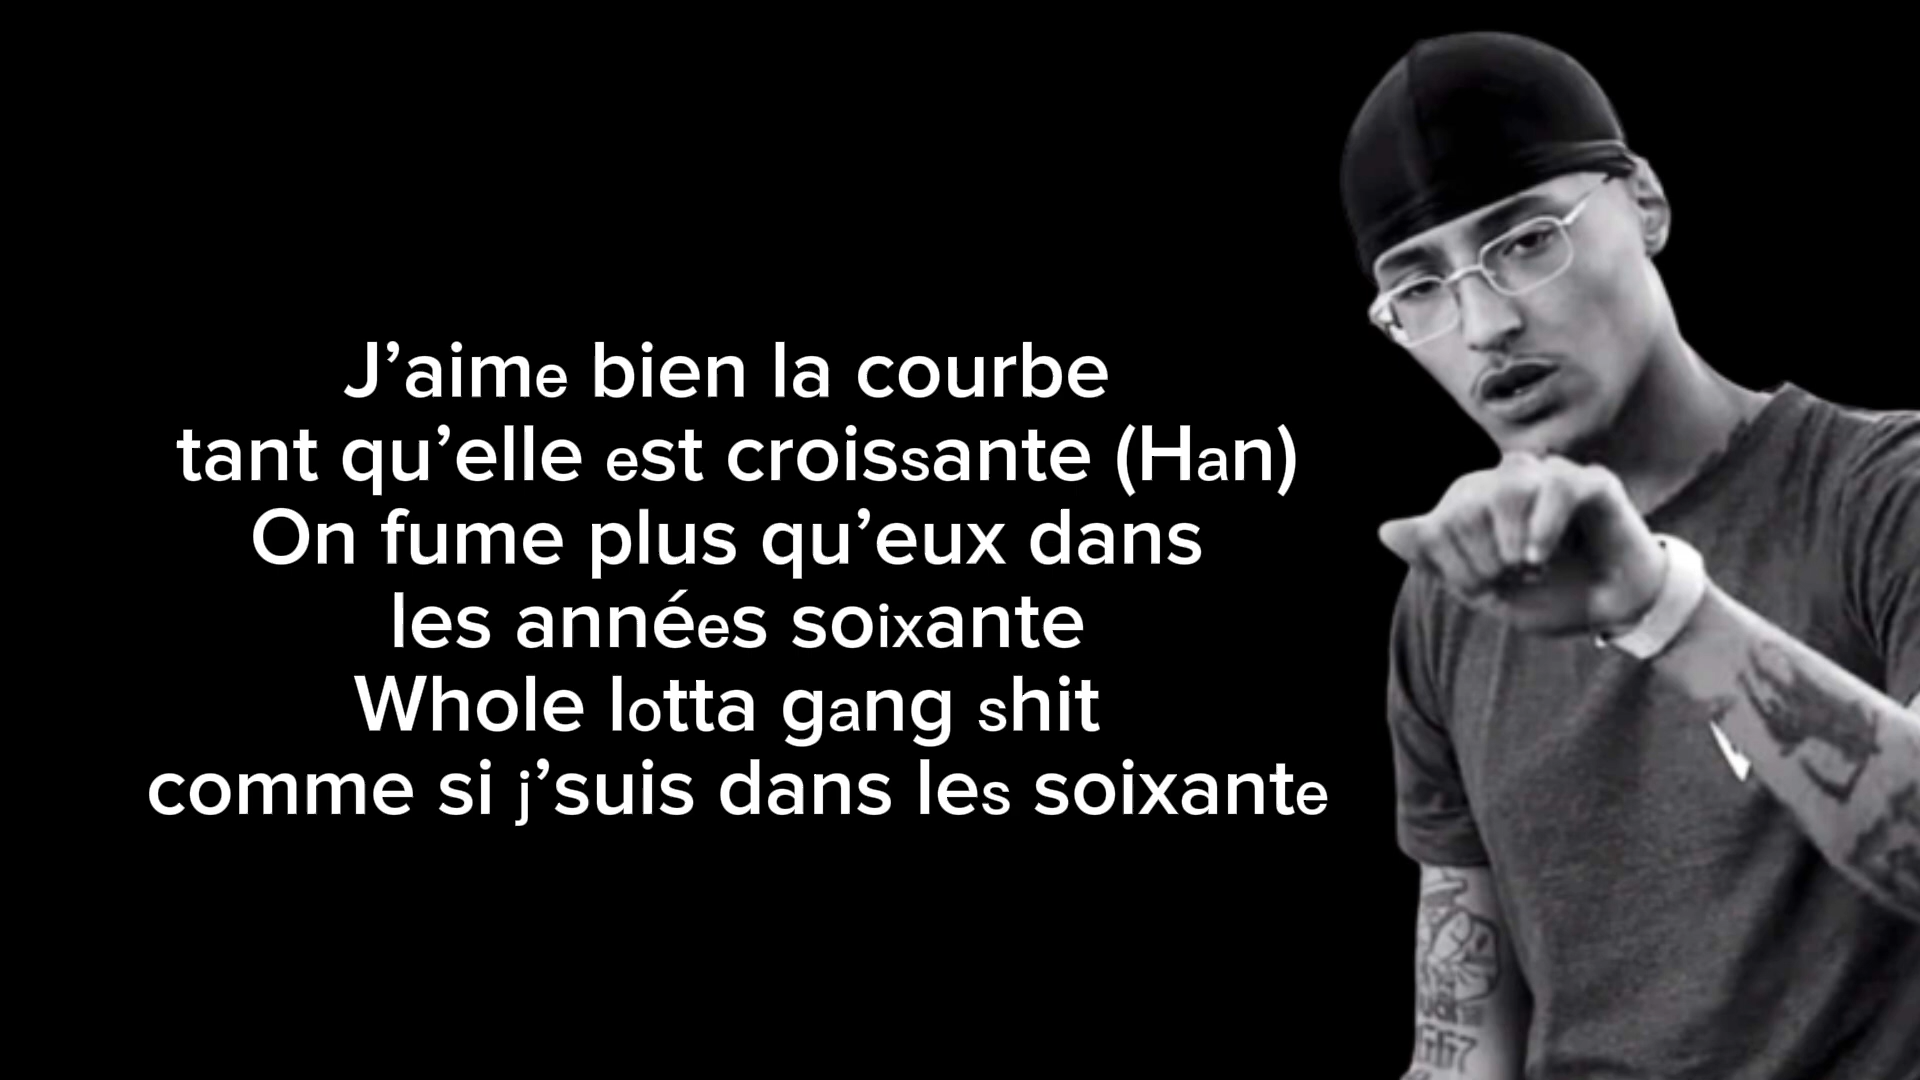 J’aime bien la courbe
tant qu’elle est croissante (Han)
On fume plus qu’eux dans
les années soixante
Whole lotta gang shit
comme si j’suis dans les soixante